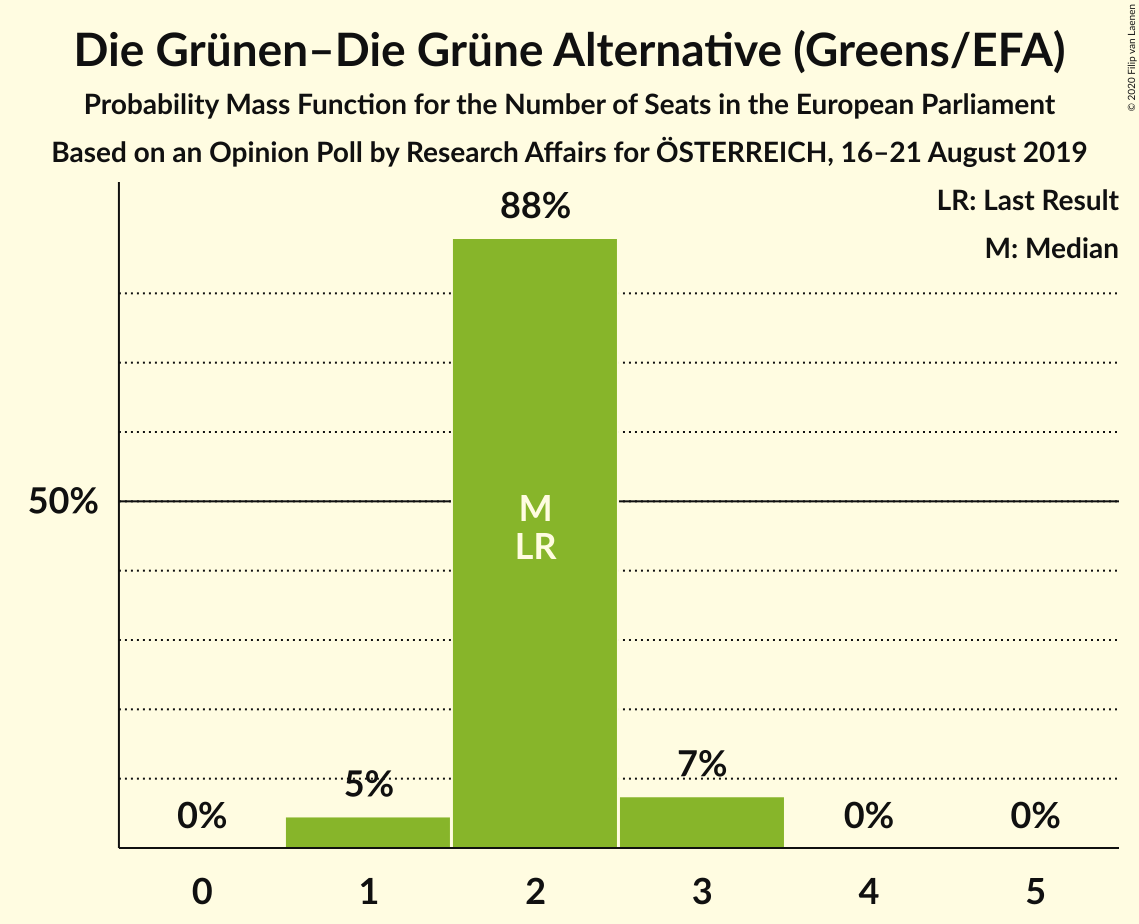 Die Grünen–Die Grüne Alternative (Greens/EFA)
Probability Mass Function for the Number of Seats in the European Parliament
Based on an Opinion Poll by Research Affairs for ÖSTERREICH, 16–21 August 2019
© 2020 Filip van Laenen
LR: Last Result
M: Median
88%
50%
M
LR
7%
5%
0%
0%
0%
0 1 2 3 4 5